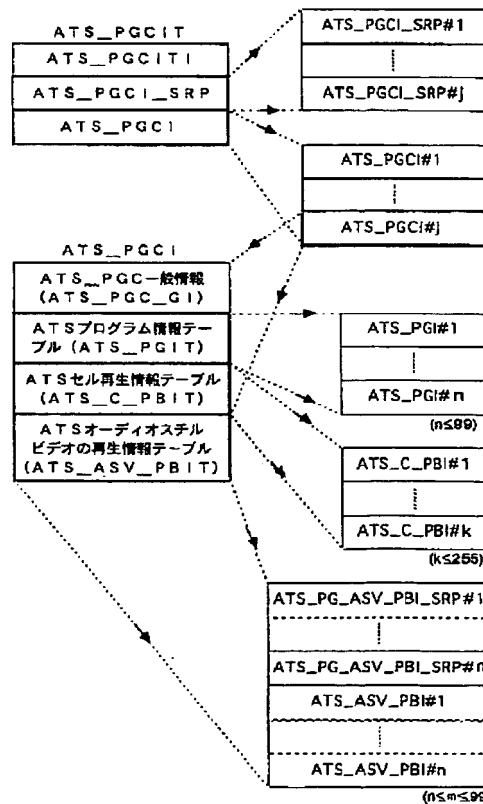 ATS_PGCIT
ATS_PGCITI
ATS_PGCI_SRP
ATS_PGCI
ATS_PGCI_SRP#1
ATS_PGCI_SRP#j
ATS_PGCI#1
ATS_PGCI#j
ATS_PGCI
ATS_PGC一般情報
(ATS_PGC_GI)
ATSプログラム情報テー
ブル (ATS_PGIT)
ATSセル再生情報テーブル
(ATS_C_PBIT)
ATSオーディオスチル
ビデオの再生情報テーブル
(ATS_ASV_PBIT)
ATS_PGI#1
ATS_PGI#n
(n≤99)
ATS_C_PBI#1
ATS_C_PBI#k
(k≤255)
ATS_PG_ASV_PBI_SRP#1
ATS_PG_ASV_PBI_SRP#n
ATS_ASV_PBI#1
ATS_ASV_PBI#n
(n≤m≤99